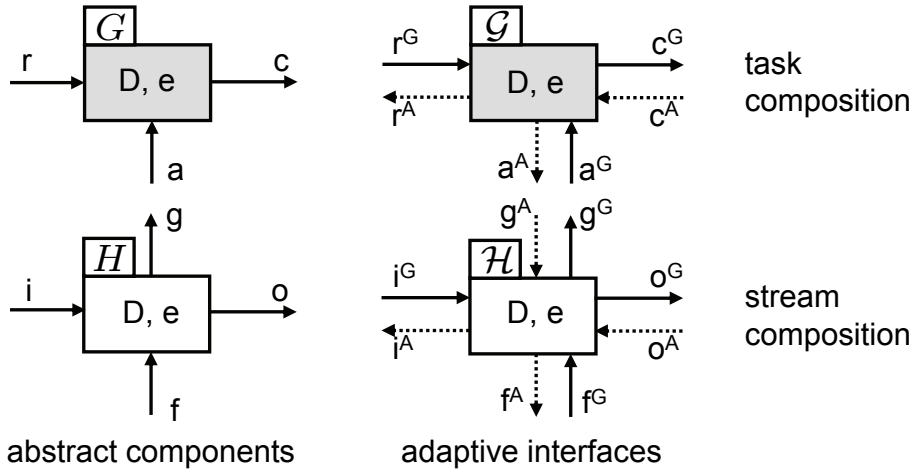 G
r
D, e
c
a
𝒢
r^G
c^G
D, e
r^A
c^A
a^A
a^G
task
composition
g
H
i
D, e
o
f
g^A
g^G
ℋ
i^G
o^G
D, e
i^A
o^A
f^A
f^G
stream
composition
abstract components
adaptive interfaces